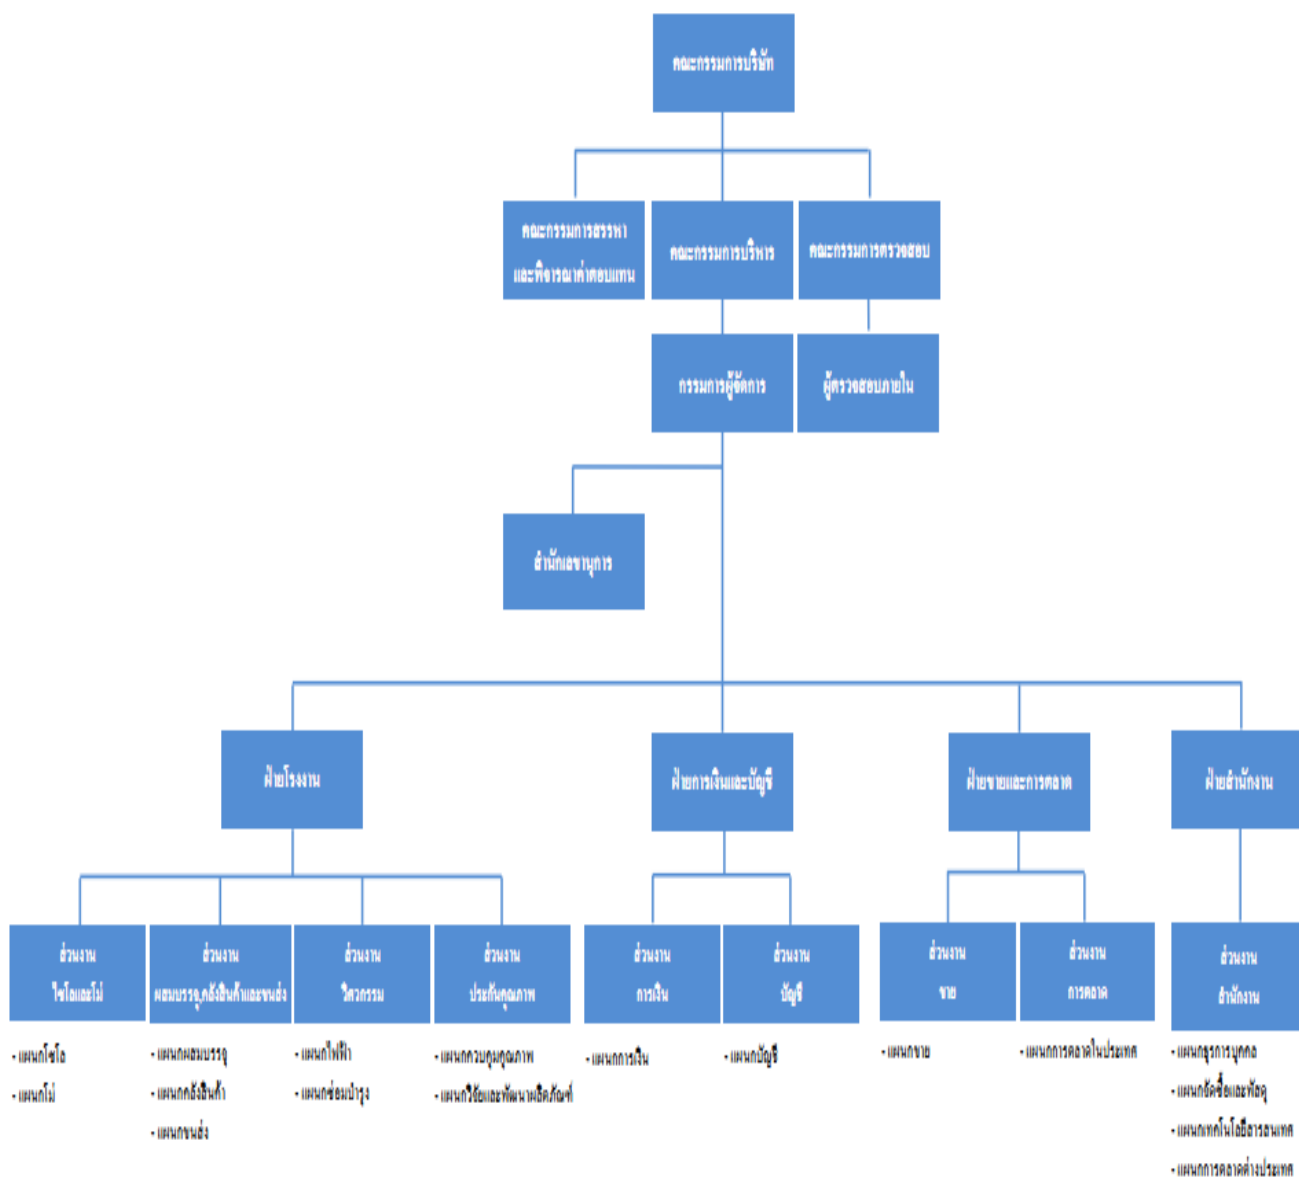 คณะกรรมการบริษัท
คณะกรรมการสรรหา
และพิจารณาค่าตอบแทน
คณะกรรมการบริหาร
คณะกรรมการตรวจสอบ
กรรมการผู้จัดการ
ผู้ตรวจสอบภายใน
สำนักเลขานุการ
ฝ่ายโรงงาน
ฝ่ายการเงินและบัญชี
ฝ่ายขายและการตลาด
ฝ่ายสำนักงาน
ส่วนงาน
ไซโลและโม่
ส่วนงาน
ผสมบรรจุ,คลังสินค้าและขนส่ง
ส่วนงาน
วิศวกรรม
ส่วนงาน
ประกันคุณภาพ
ส่วนงาน
การเงิน
ส่วนงาน
บัญชี
ส่วนงาน
ขาย
ส่วนงาน
การตลาด
ส่วนงาน
สำนักงาน
- แผนกไซโล
- แผนกโม่
- แผนกผสมบรรจุ
- แผนกคลังสินค้า
- แผนกขนส่ง
- แผนกไฟฟ้า
- แผนกซ่อมบำรุง
- แผนกควบคุมคุณภาพ
- แผนกวิจัยและพัฒนาผลิตภัณฑ์
- แผนกการเงิน
- แผนกบัญชี
- แผนกขาย
- แผนกการตลาดในประเทศ
- แผนกธุรการบุคคล
- แผนกจัดซื้อและพัสดุ
- แผนกเทคโนโลยีสารสนเทศ
- แผนกการตลาดต่างประเทศ